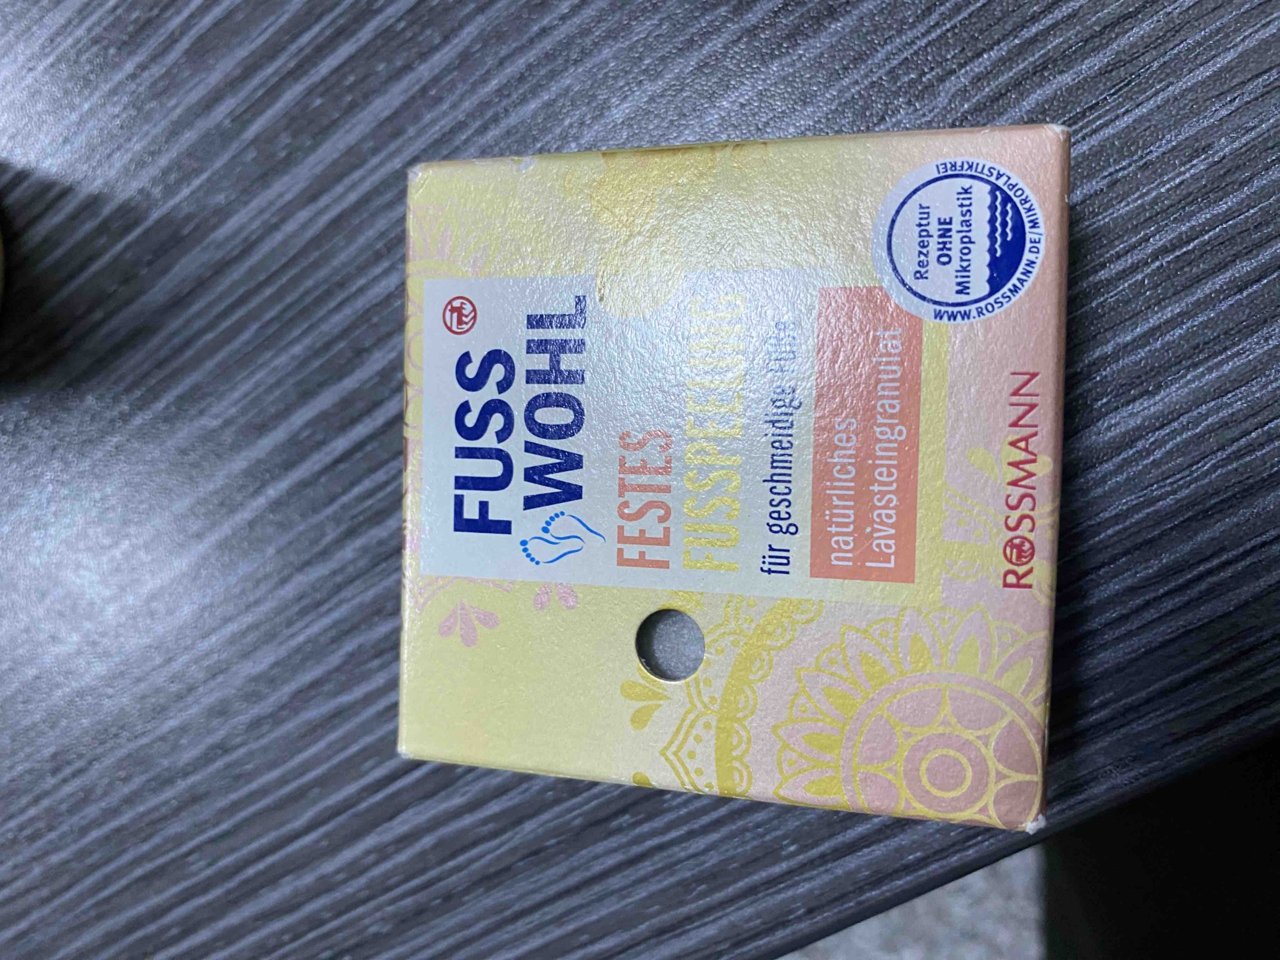 FUSS
WOHL
FESTES
FUSSPEELING
für geschmeidige Füße
natürliches
Lavasteingranulat
Rezeptur
OHNE
Mikroplastik
WWW.ROSSMANN.DE/MIKROPLASTIKFREI
ROSSMANN